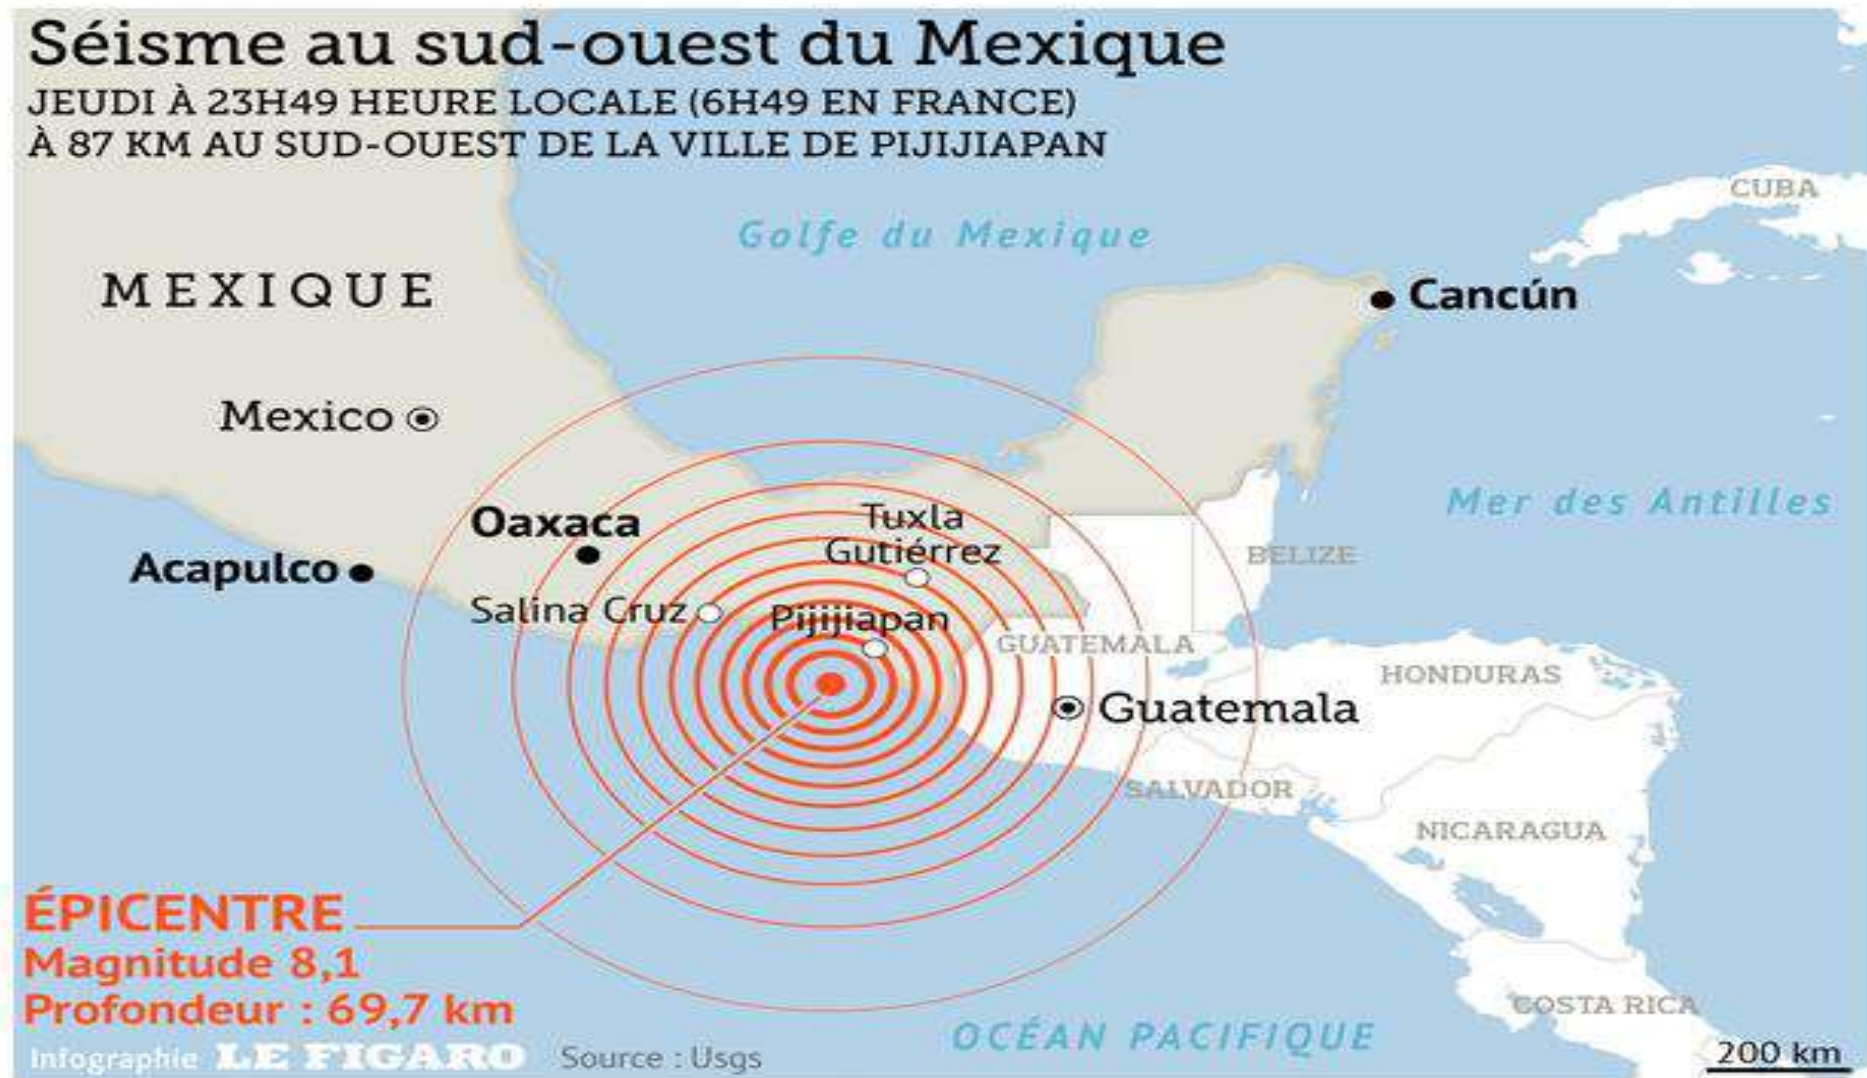 Séisme au sud-ouest du Mexique
JEUDI À 23H49 HEURE LOCALE (6H49 EN FRANCE)
À 87 KM AU SUD-OUEST DE LA VILLE DE PIJIJIAPAN
CUBA
Golfe du Mexique
MEXIQUE
Cancún
Mexico
Mer des Antilles
Oaxaca
Tuxla
Gutiérrez
BELIZE
Acapulco
Salina Cruz
Pijijiapan
GUATEMALA
HONDURAS
Guatemala
SALVADOR
NICARAGUA
ÉPICENTRE
Magnitude 8,1
Profondeur : 69,7 km
COSTA RICA
OCÉAN PACIFIQUE
200 km
Infographie LE FIGARO Source : Usgs